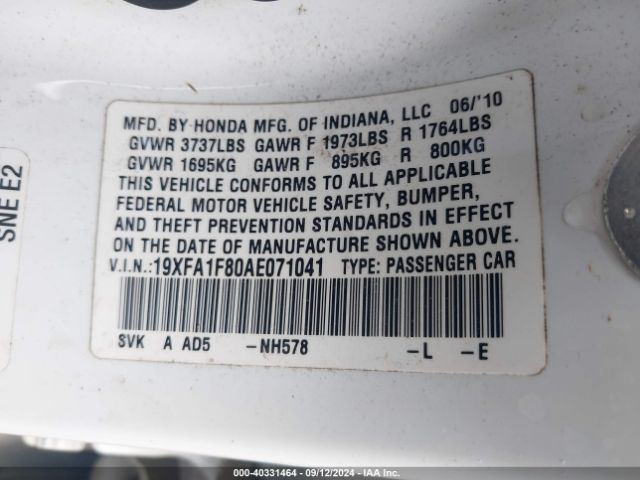 MFD. BY HONDA MFG. OF INDIANA, LLC 06/'10
GVWR 3737LBS GAWR F 1973LBS R 1764LBS
GVWR 1695KG GAWR F 895KG R 800KG
THIS VEHICLE CONFORMS TO ALL APPLICABLE
FEDERAL MOTOR VEHICLE SAFETY, BUMPER,
AND THEFT PREVENTION STANDARDS IN EFFECT
ON THE DATE OF MANUFACTURE SHOWN ABOVE.
V.I.N.:19XFA1F80AE071041 TYPE: PASSENGER CAR
SVK A AD5 -NH578 -L -E
SNE E2
COPART: 40331464 - 09/12/2024 - IAA Inc.